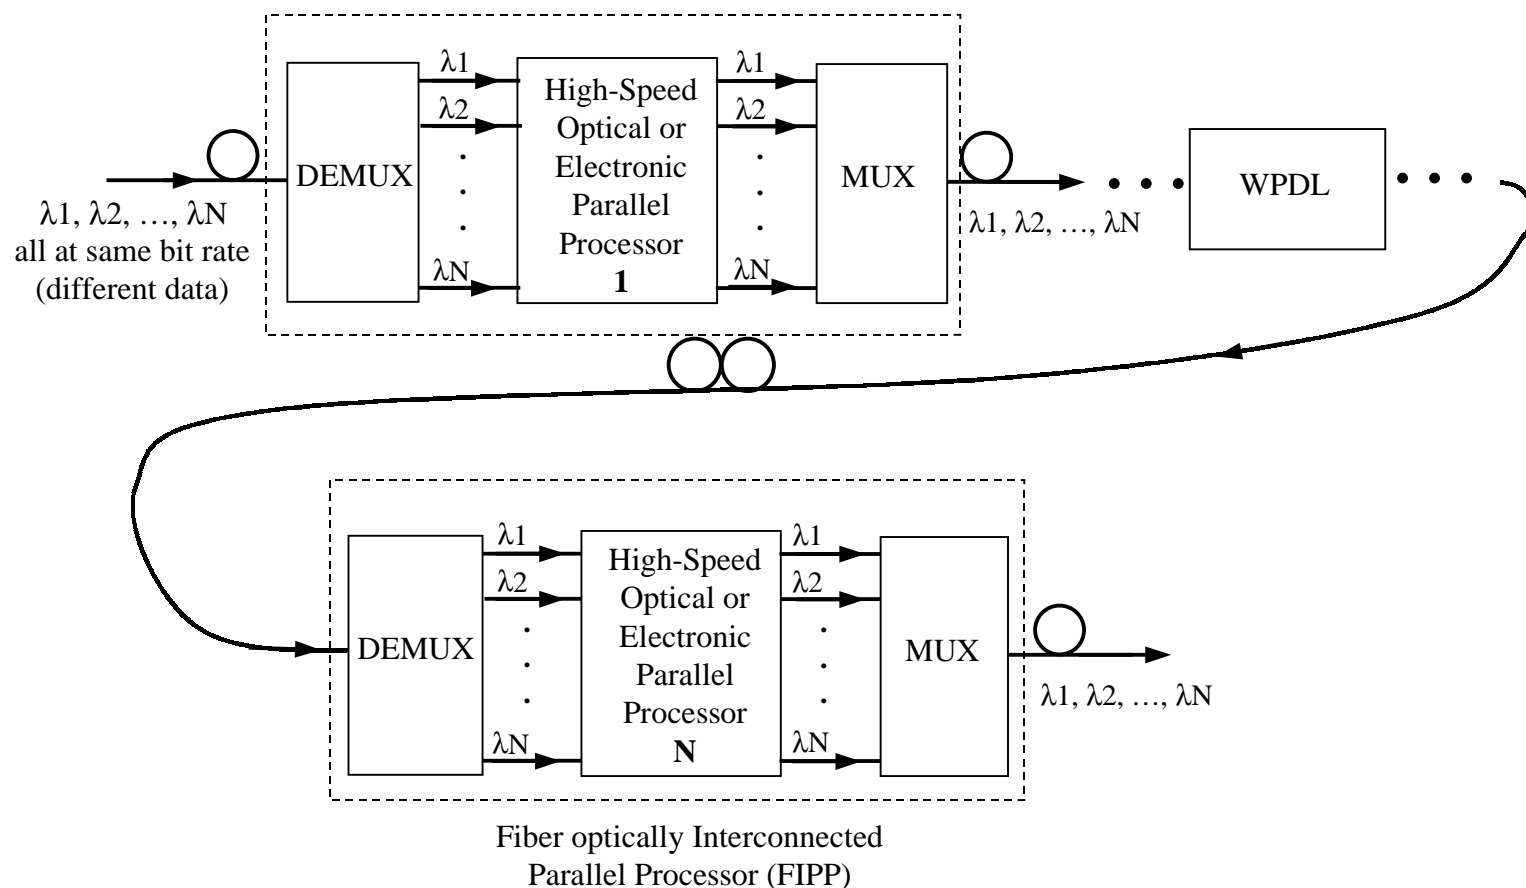 λ1
λ2
λN
λ1
λ2
λN
DEMUX
High-Speed
Optical or
Electronic
Parallel
Processor
1
MUX
WPDL
λ1, λ2, …, λN
all at same bit rate
(different data)
λ1, λ2, …, λN
λ1
λ2
λN
λ1
λ2
λN
DEMUX
High-Speed
Optical or
Electronic
Parallel
Processor
N
MUX
λ1, λ2, …, λN
Fiber optically Interconnected
Parallel Processor (FIPP)